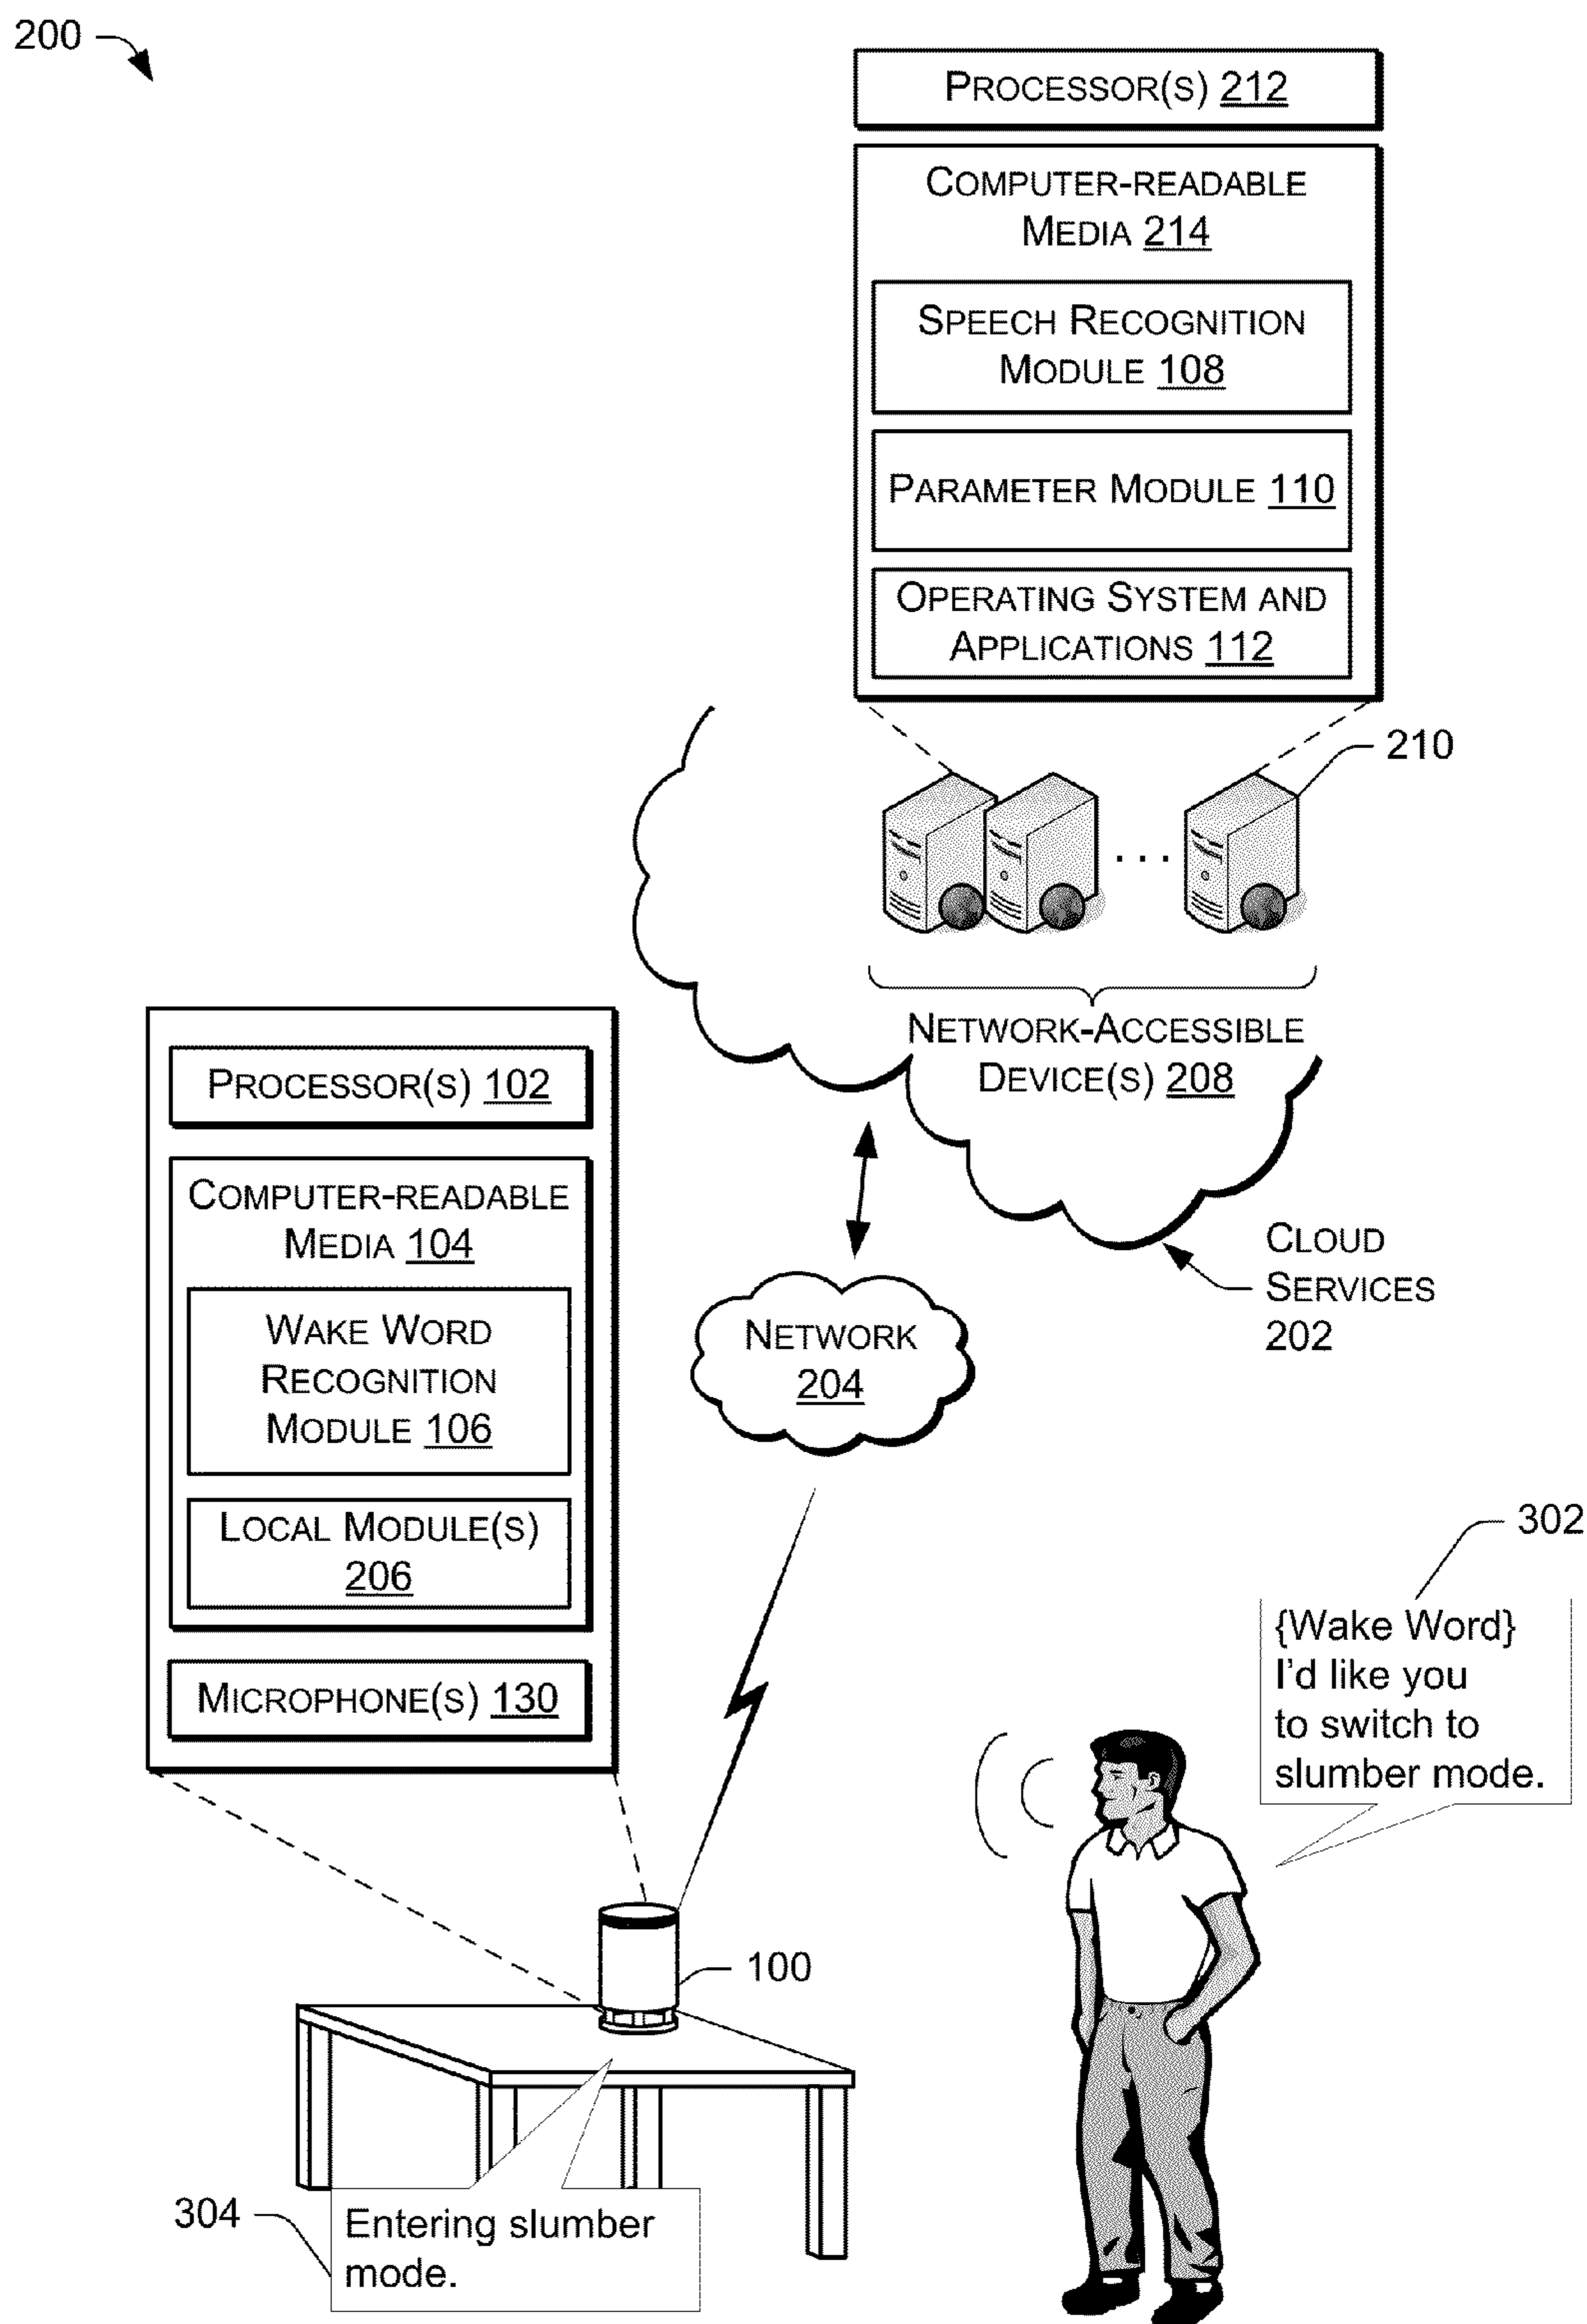 200
PROCESSOR(S) 212
COMPUTER-READABLE
MEDIA 214
SPEECH RECOGNITION
MODULE 108
PARAMETER MODULE 110
OPERATING SYSTEM AND
APPLICATIONS 112
210
. . .
NETWORK-ACCESSIBLE
DEVICE(S) 208
CLOUD
SERVICES
202
PROCESSOR(S) 102
COMPUTER-READABLE
MEDIA 104
WAKE WORD
RECOGNITION
MODULE 106
LOCAL MODULE(S)
206
MICROPHONE(S) 130
NETWORK
204
302
{Wake Word}
I'd like you
to switch to
slumber mode.
100
304
Entering slumber
mode.